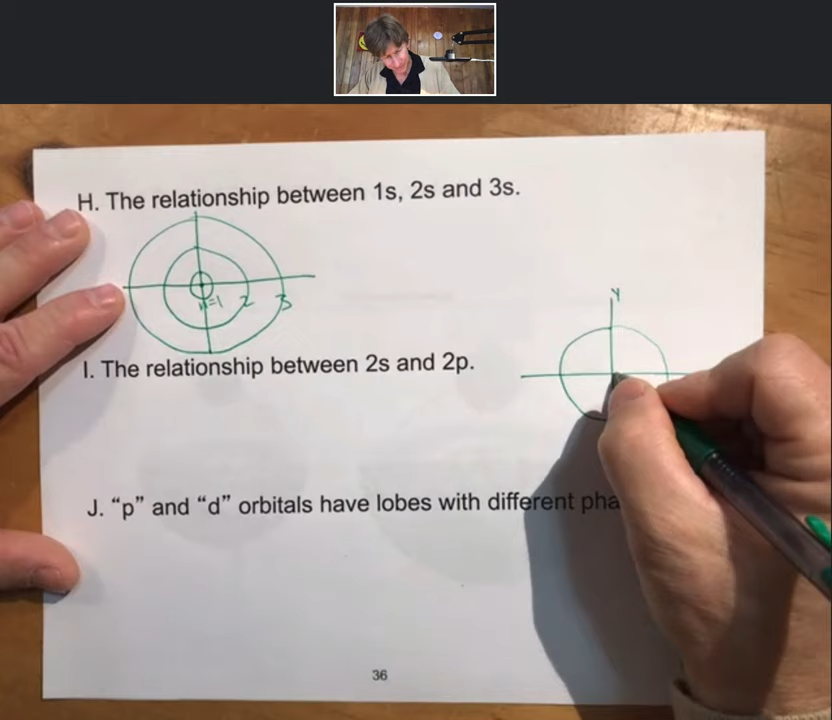 H. The relationship between 1s, 2s and 3s.
n=1 2 3
Y
I. The relationship between 2s and 2p.
J. "p" and "d" orbitals have lobes with different pha
36